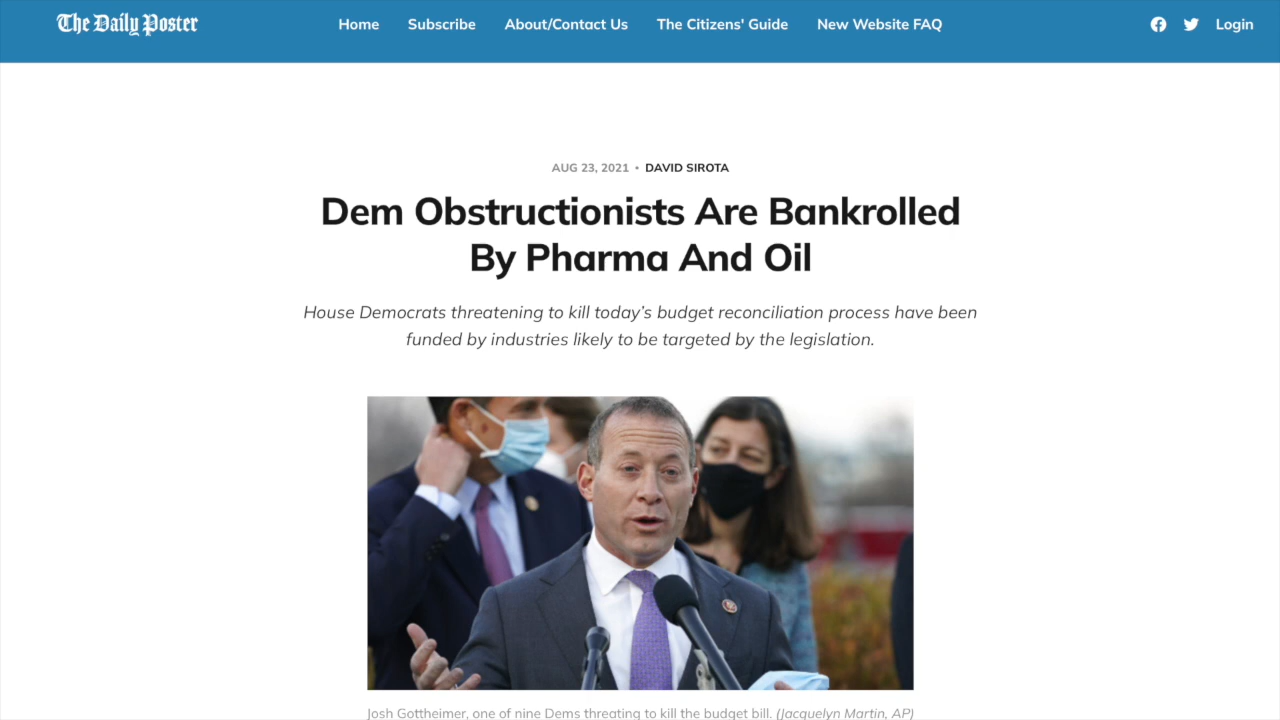 The Daily Poster
Home Subscribe About/Contact Us The Citizens' Guide New Website FAQ Login
AUG 23, 2021 • DAVID SIROTA
Dem Obstructionists Are Bankrolled
By Pharma And Oil
House Democrats threatening to kill today’s budget reconciliation process have been
funded by industries likely to be targeted by the legislation.
Josh Gottheimer, one of nine Dems threating to kill the budget bill. (Jacquelyn Martin, AP)